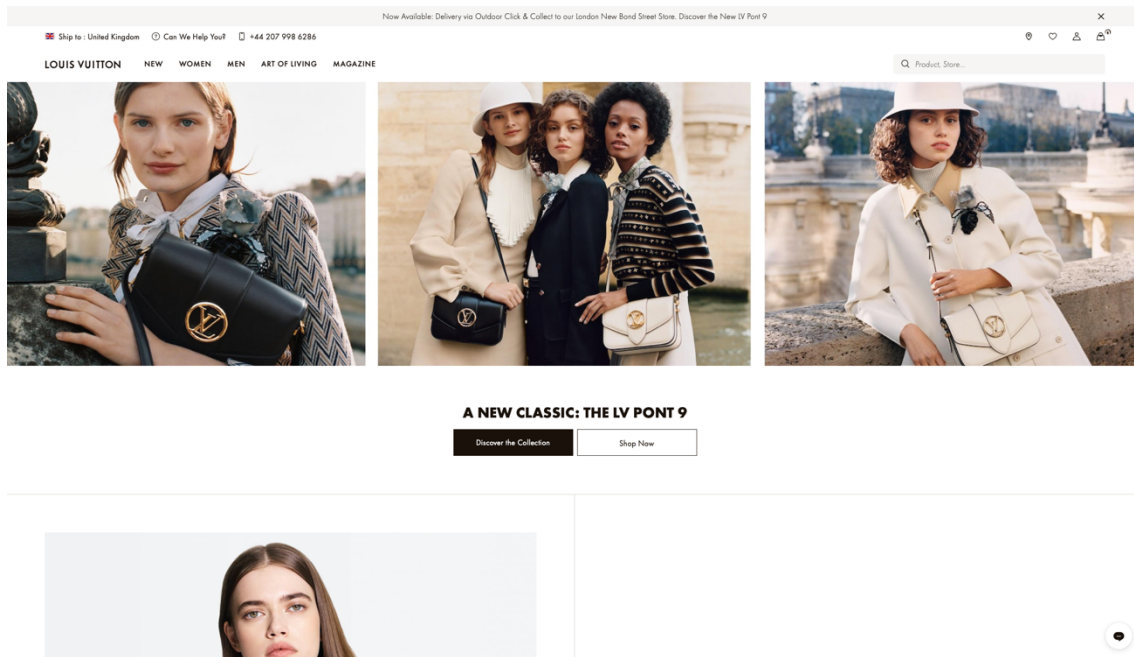 Now Available: Delivery via Outdoor Click & Collect to our London New Bond Street Store. Discover the New LV Pont 9
Ship to : United Kingdom
Can We Help You?
+44 207 998 6286
LOUIS VUITTON
NEW
WOMEN
MEN
ART OF LIVING
MAGAZINE
Product, Store...
A NEW CLASSIC: THE LV PONT 9
Discover the Collection
Shop Now